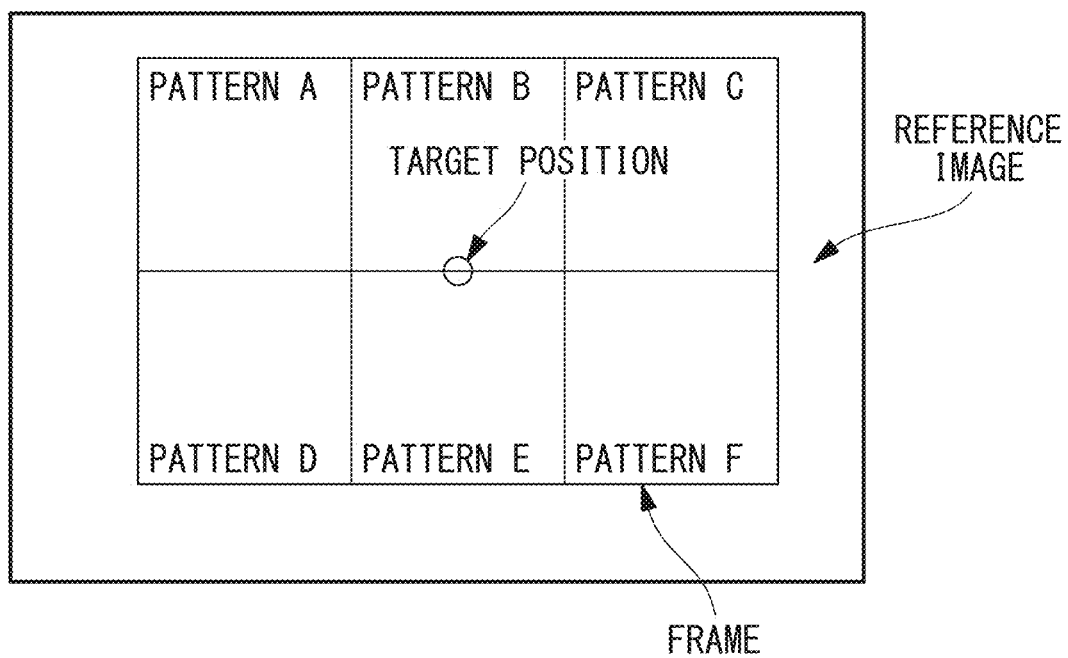 PATTERN A
PATTERN B
PATTERN C
TARGET POSITION
REFERENCE
IMAGE
PATTERN D
PATTERN E
PATTERN F
FRAME